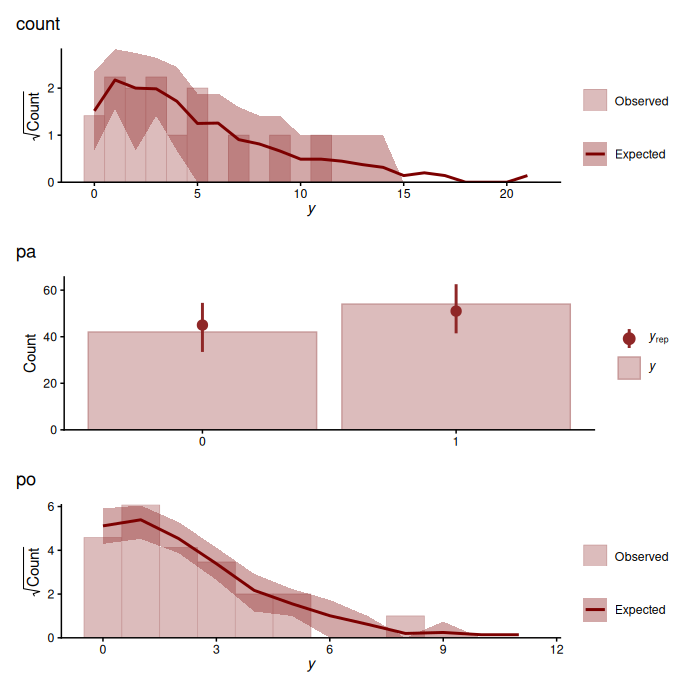 count
√Count
2
1
0
0 5 10 15 20
y
Observed
Expected
pa
Count
60
40
20
0
0 1
yrep
y
po
√Count
6
4
2
0
0 3 6 9 12
y
Observed
Expected